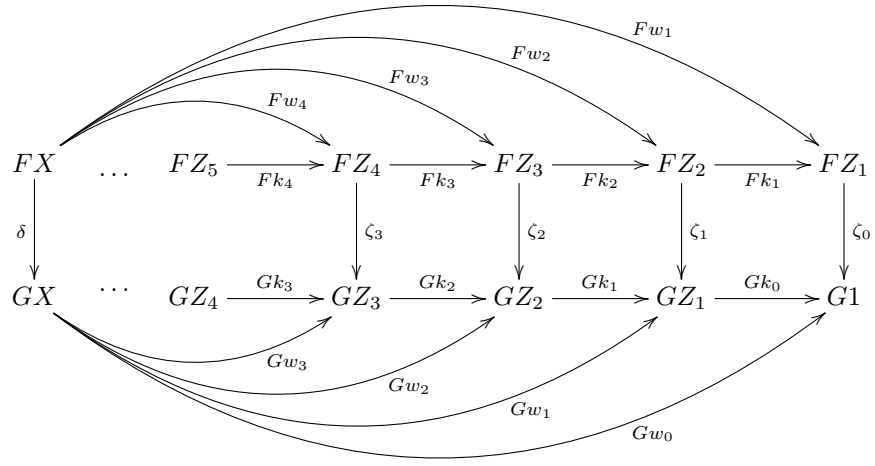 Fw₁
Fw₂
Fw₃
Fw₄
FX … FZ₅ FZ₄ FZ₃ FZ₂ FZ₁
Fk₄ Fk₃ Fk₂ Fk₁
δ ζ₃ ζ₂ ζ₁ ζ₀
Gk₃ Gk₂ Gk₁ Gk₀
GX … GZ₄ GZ₃ GZ₂ GZ₁ G1
Gw₃
Gw₂
Gw₁
Gw₀